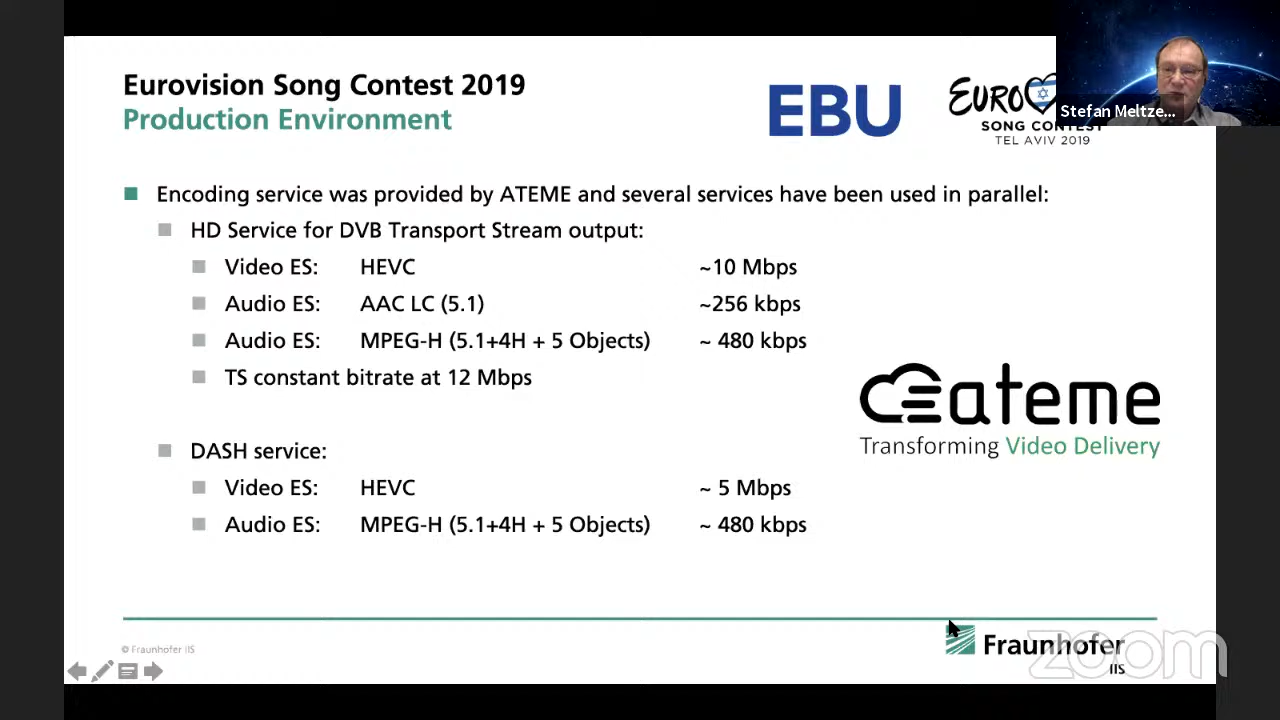 Eurovision Song Contest 2019
Production Environment
EBU
EURO
SONG CONTEST
TEL AVIV 2019
Stefan Meltze...
Encoding service was provided by ATEME and several services have been used in parallel:
HD Service for DVB Transport Stream output:
Video ES: HEVC ~10 Mbps
Audio ES: AAC LC (5.1) ~256 kbps
Audio ES: MPEG-H (5.1+4H + 5 Objects) ~ 480 kbps
TS constant bitrate at 12 Mbps
ateme
Transforming Video Delivery
DASH service:
Video ES: HEVC ~ 5 Mbps
Audio ES: MPEG-H (5.1+4H + 5 Objects) ~ 480 kbps
© Fraunhofer IIS
Fraunhofer
IIS
zoom